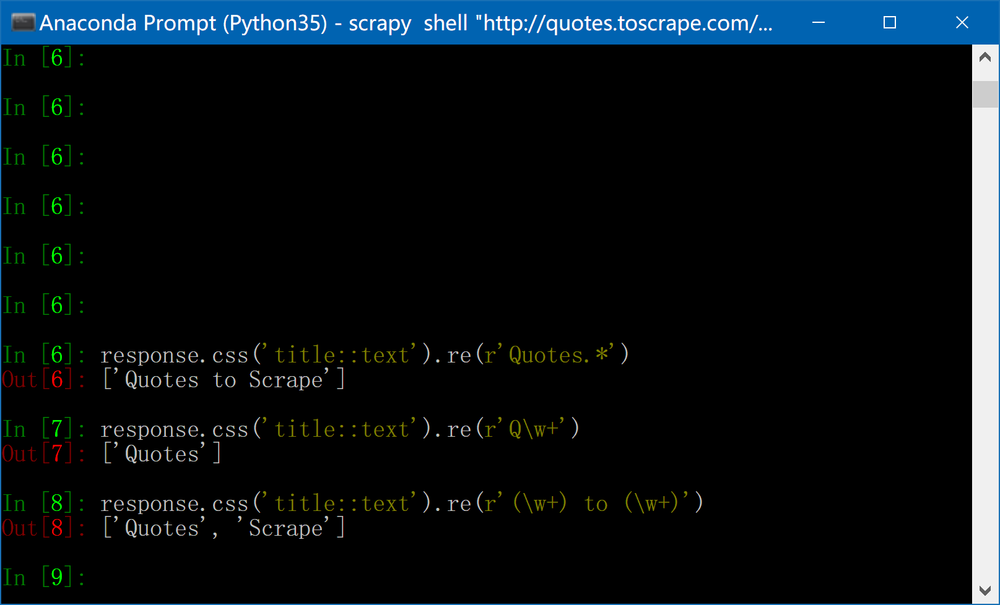 Anaconda Prompt (Python35) - scrapy  shell "http://quotes.toscrape.com/...
In [6]:
In [6]:
In [6]:
In [6]:
In [6]:
In [6]:
In [6]: response.css('title::text').re(r'Quotes.*')
Out[6]: ['Quotes to Scrape']
In [7]: response.css('title::text').re(r'Q\w+')
Out[7]: ['Quotes']
In [8]: response.css('title::text').re(r'(\w+) to (\w+)')
Out[8]: ['Quotes', 'Scrape']
In [9]: